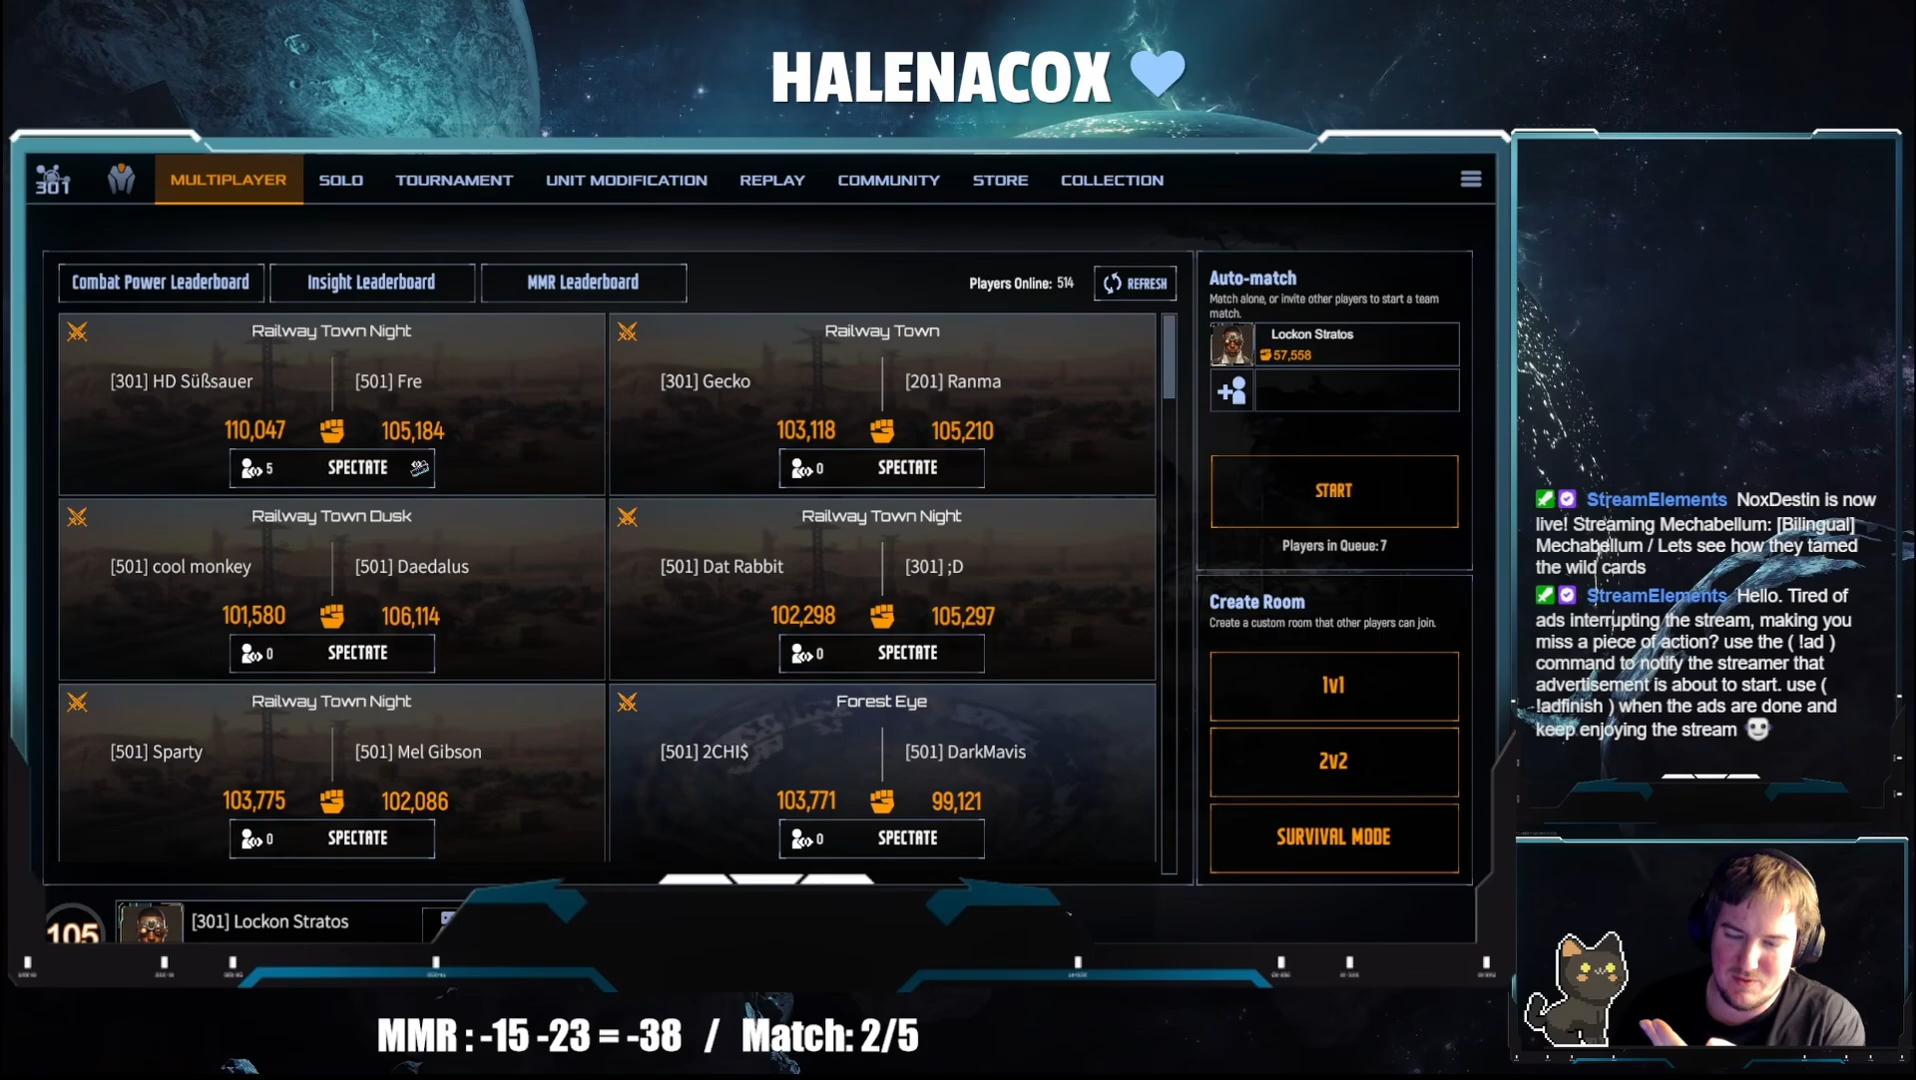 HALENACOX
301
MULTIPLAYER
SOLO
TOURNAMENT
UNIT MODIFICATION
REPLAY
COMMUNITY
STORE
COLLECTION
Combat Power Leaderboard
Insight Leaderboard
MMR Leaderboard
Players Online: 514
REFRESH
Railway Town Night
[301] HD Süßsauer
[501] Fre
110,047
105,184
5
SPECTATE
Railway Town
[301] Gecko
[201] Ranma
103,118
105,210
0
SPECTATE
Railway Town Dusk
[501] cool monkey
[501] Daedalus
101,580
106,114
0
SPECTATE
Railway Town Night
[501] Dat Rabbit
[301] ;D
102,298
105,297
0
SPECTATE
Railway Town Night
[501] Sparty
[501] Mel Gibson
103,775
102,086
0
SPECTATE
Forest Eye
[501] 2CHI$
[501] DarkMavis
103,771
99,121
0
SPECTATE
Auto-match
Match alone, or invite other players to start a team
match.
Lockon Stratos
57,558
START
Players in Queue: 7
Create Room
Create a custom room that other players can join.
1v1
2v2
SURVIVAL MODE
105
[301] Lockon Stratos
StreamElements NoxDestin is now
live! Streaming Mechabellum: [Bilingual]
Mechabellum / Lets see how they tamed
the wild cards
StreamElements Hello. Tired of
ads interrupting the stream, making you
miss a piece of action? use the ( !ad )
command to notify the streamer that
advertisement is about to start. use (
!adfinish ) when the ads are done and
keep enjoying the stream
MMR : -15 -23 = -38 / Match: 2/5